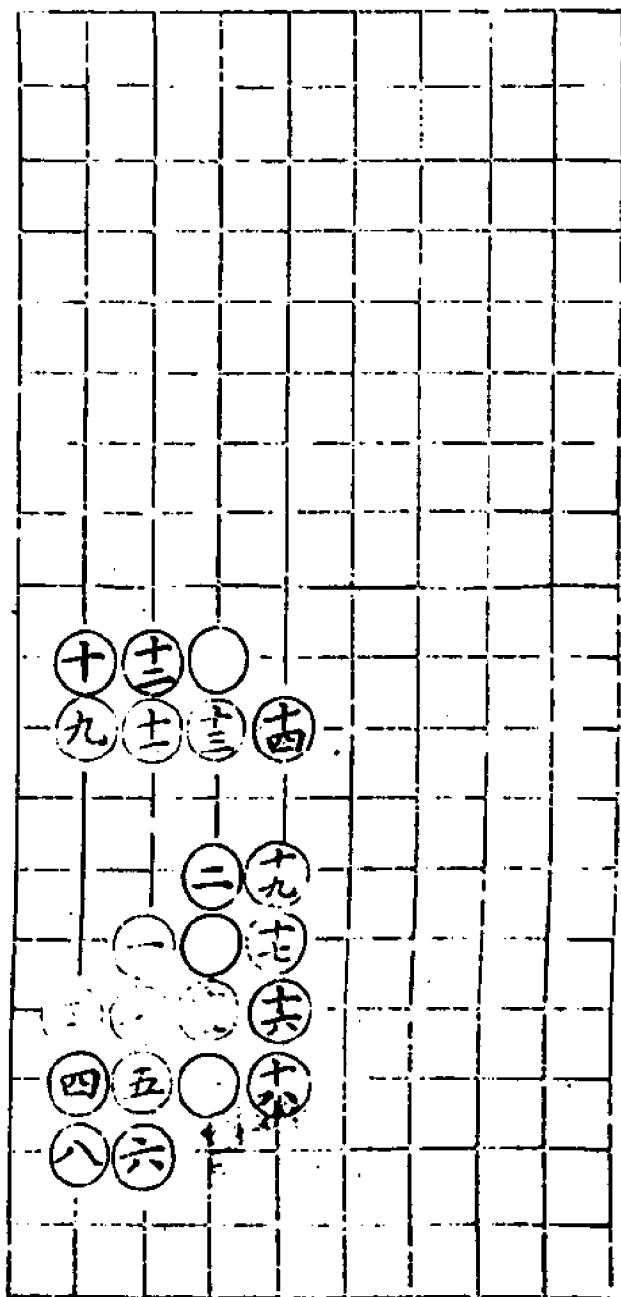 十 十二
九 十一 十三 十四
二 十九
一 十七
十六
四 五 十八
八 六